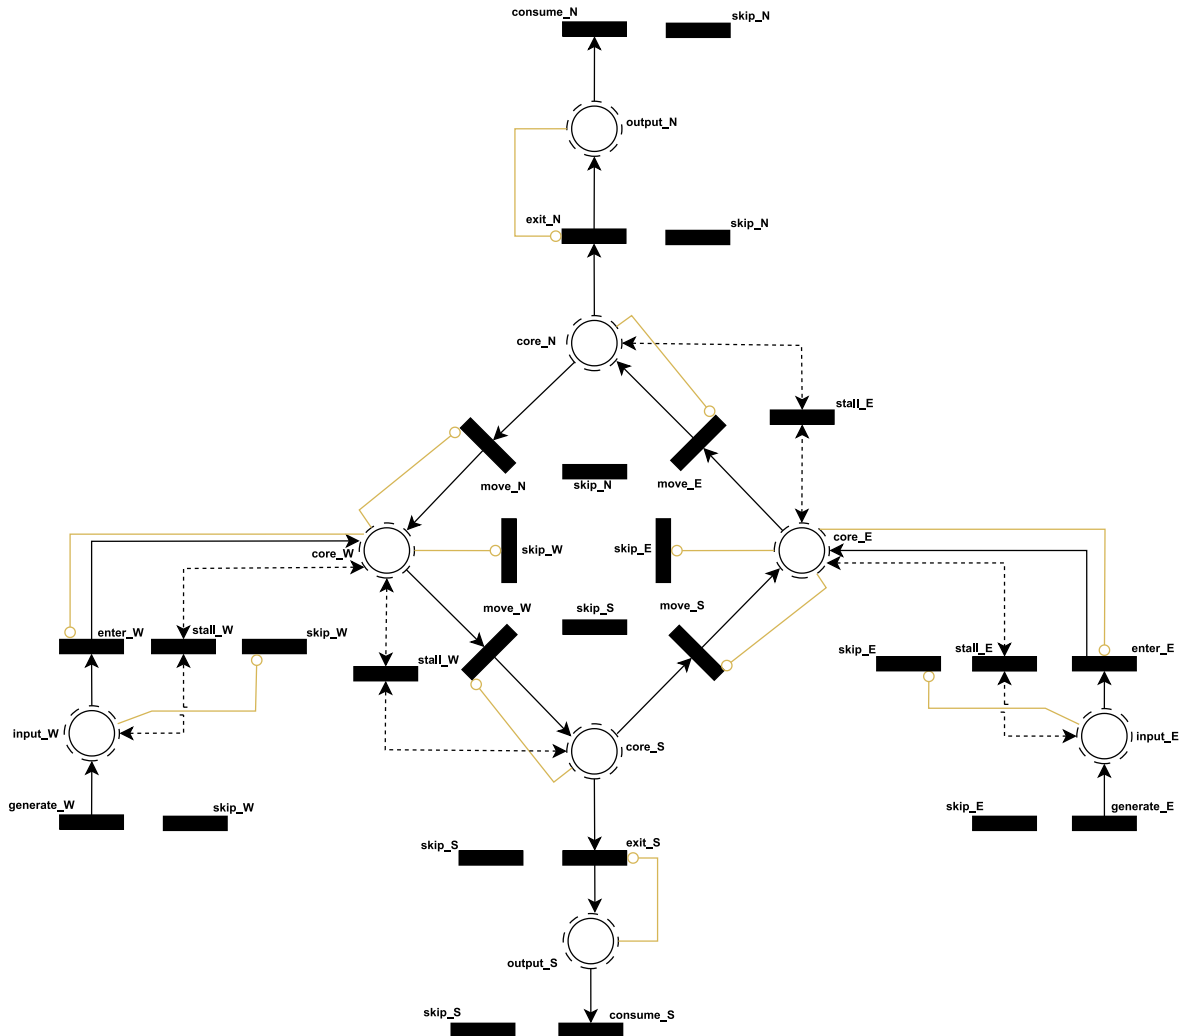 consume_N
skip_N
output_N
exit_N
skip_N
core_N
stall_E
move_N
skip_N
move_E
core_W
skip_W
skip_E
core_E
move_W
skip_S
move_S
enter_W
stall_W
skip_W
stall_W
skip_E
stall_E
enter_E
input_W
core_S
input_E
generate_W
skip_W
skip_E
generate_E
skip_S
exit_S
output_S
skip_S
consume_S